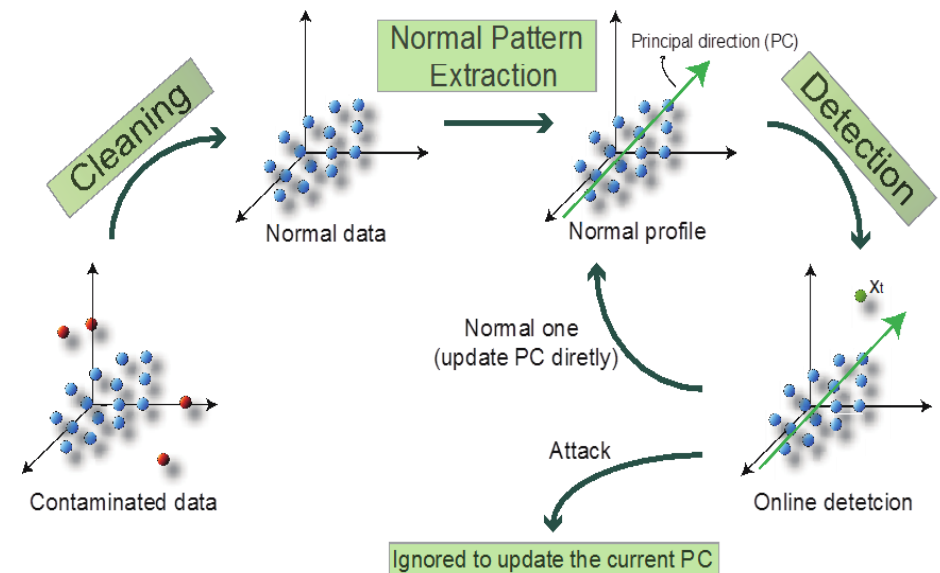 Cleaning
Normal Pattern
Extraction
Principal direction (PC)
Detection
Normal data
Normal profile
Xt
Normal one
(update PC diretly)
Attack
Contaminated data
Online detetcion
Ignored to update the current PC